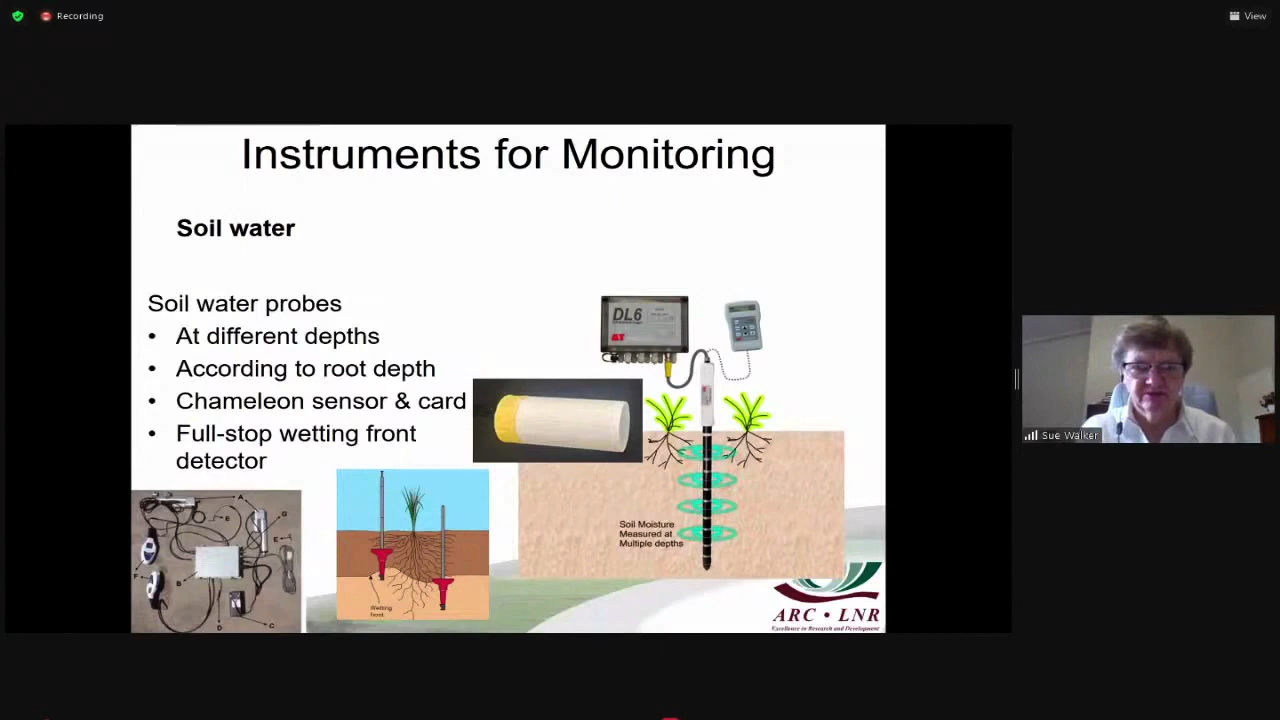 Recording
View
Instruments for Monitoring
Soil water
Soil water probes
• At different depths
• According to root depth
• Chameleon sensor & card
• Full-stop wetting front
detector
DL6
Soil Moisture
Measured at
Multiple depths
Wetting
front
A
E
G
E
F
B
D
C
ARC • LNR
Excellence in Research and Development
Sue Walker